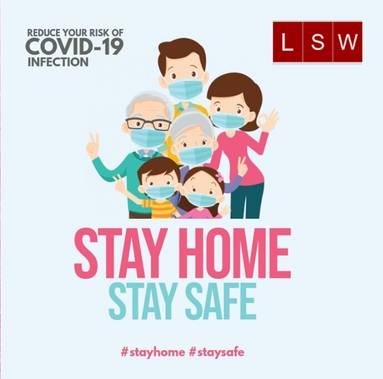 REDUCE YOUR RISK OF
COVID-19
INFECTION
L S W
STAY HOME
STAY SAFE
#stayhome #staysafe